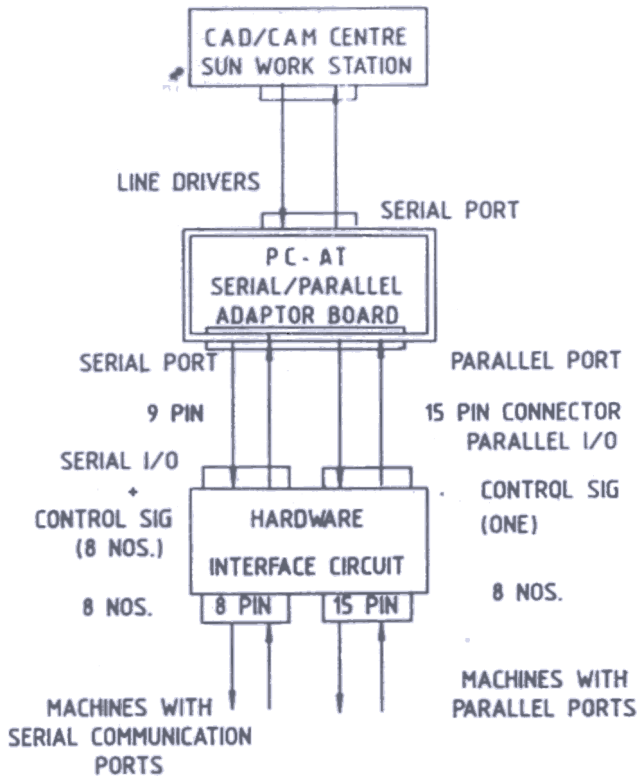 CAD/CAM CENTRE
SUN WORK STATION
LINE DRIVERS
SERIAL PORT
PC-AT
SERIAL/PARALLEL
ADAPTOR BOARD
SERIAL PORT
PARALLEL PORT
9 PIN
15 PIN CONNECTOR
PARALLEL I/O
SERIAL I/O
+
CONTROL SIG
(8 NOS.)
CONTROL SIG
(ONE)
HARDWARE
INTERFACE CIRCUIT
8 NOS.
8 PIN
15 PIN
8 NOS.
MACHINES WITH
SERIAL COMMUNICATION
PORTS
MACHINES WITH
PARALLEL PORTS